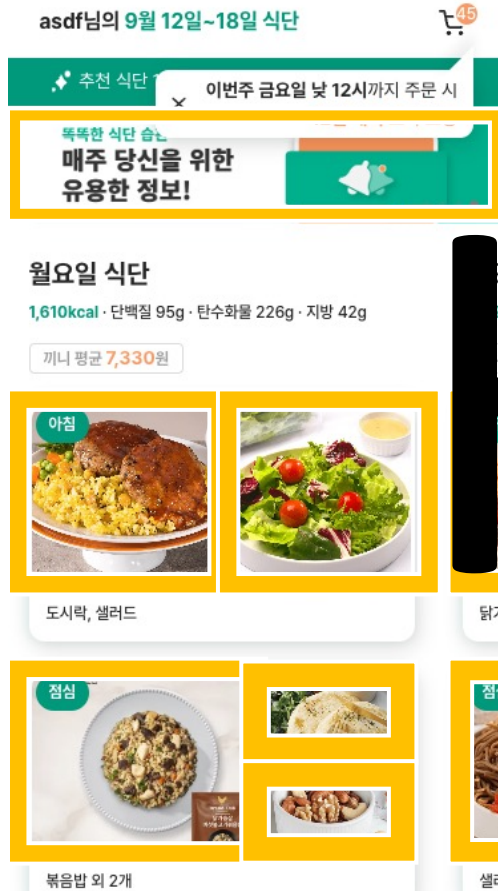 asdf님의 9월 12일~18일 식단
45
추천 식단
이번주 금요일 낮 12시까지 주문 시
똑똑한 식단
매주 당신을 위한
유용한 정보!
월요일 식단
1,610kcal · 단백질 95g · 탄수화물 226g · 지방 42g
끼니 평균 7,330원
아침
도시락, 샐러드
점심
볶음밥 외 2개